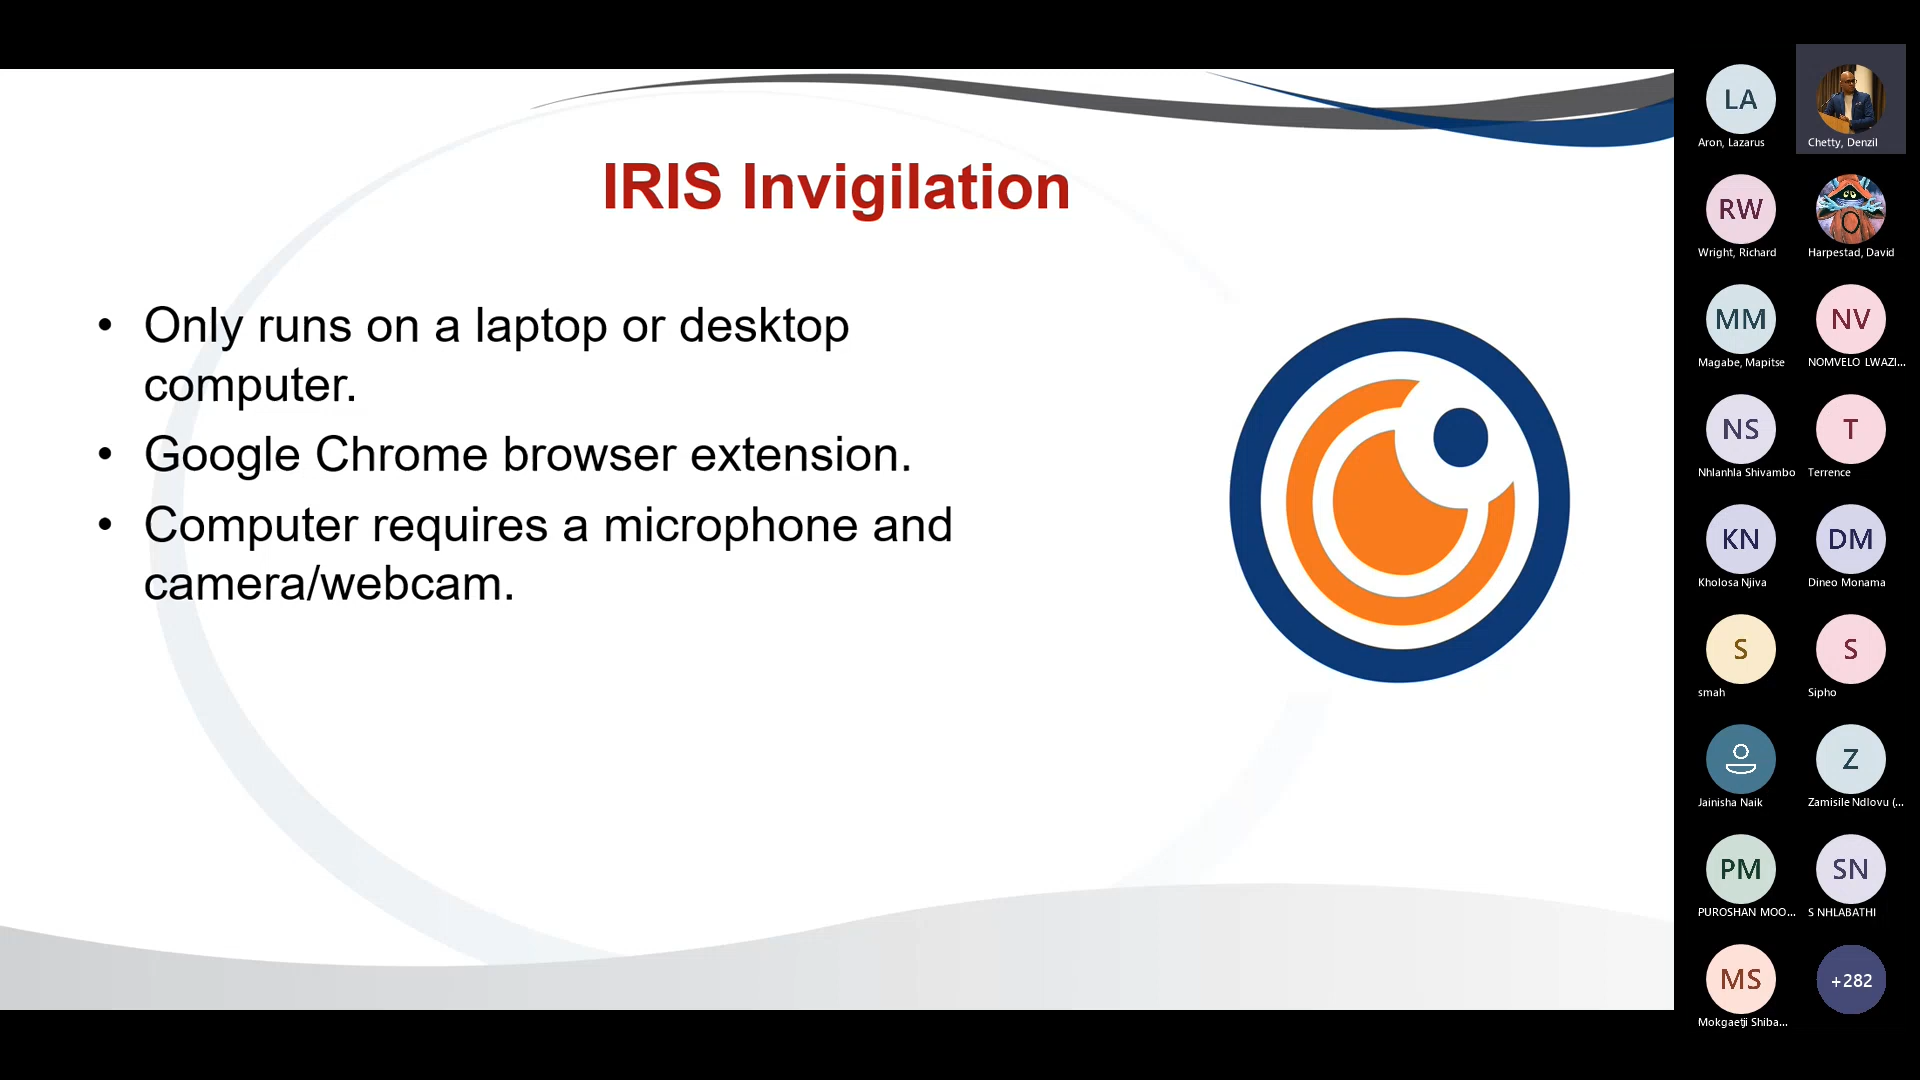 IRIS Invigilation
• Only runs on a laptop or desktop
computer.
• Google Chrome browser extension.
• Computer requires a microphone and
camera/webcam.
LA
Aron, Lazarus
Chetty, Denzil
RW
Wright, Richard
Harpestad, David
MM
Magabe, Mapitse
NV
NOMVELO LWAZI...
NS
Nhlanhla Shivambo
T
Terrence
KN
Kholosa Njiva
DM
Dineo Monama
S
smah
S
Sipho
Jainisha Naik
Z
Zamisile Ndlovu (...
PM
PUROSHAN MOO...
SN
S NHLABATHI
MS
Mokgaetji Shiba...
+282